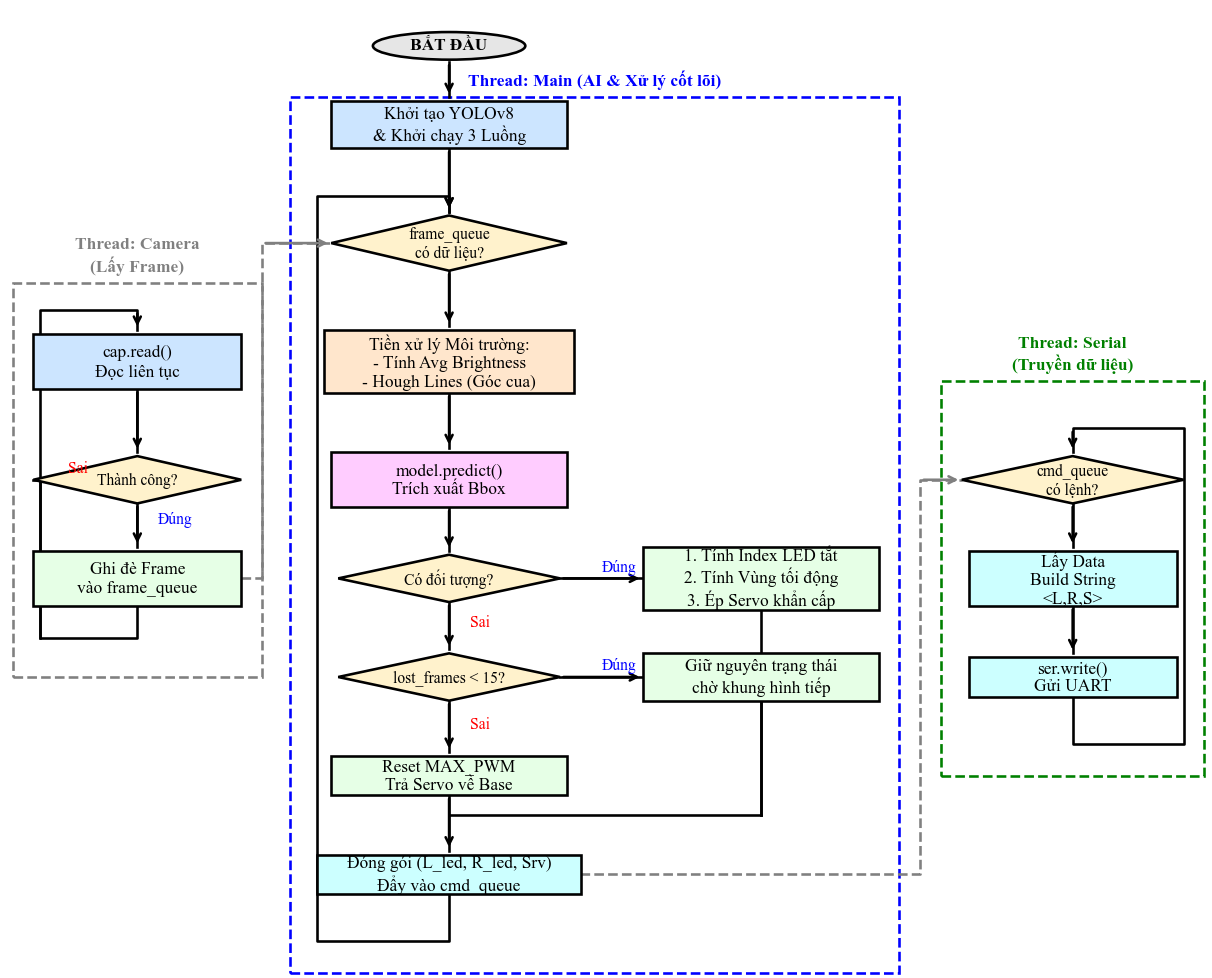 BẮT ĐẦU
Thread: Main (AI & Xử lý cốt lõi)
Khởi tạo YOLOv8
& Khởi chạy 3 Luồng
frame_queue
có dữ liệu?
Tiền xử lý Môi trường:
- Tính Avg Brightness
- Hough Lines (Góc cua)
model.predict()
Trích xuất Bbox
Có đối tượng?
Đúng
1. Tính Index LED tắt
2. Tính Vùng tối động
3. Ép Servo khẩn cấp
Sai
lost_frames < 15?
Đúng
Giữ nguyên trạng thái
chờ khung hình tiếp
Sai
Reset MAX_PWM
Trả Servo về Base
Đóng gói (L_led, R_led, Srv)
Đẩy vào cmd_queue
Thread: Camera
(Lấy Frame)
cap.read()
Đọc liên tục
Sai
Thành công?
Đúng
Ghi đè Frame
vào frame_queue
Thread: Serial
(Truyền dữ liệu)
cmd_queue
có lệnh?
Lấy Data
Build String
<L,R,S>
ser.write()
Gửi UART